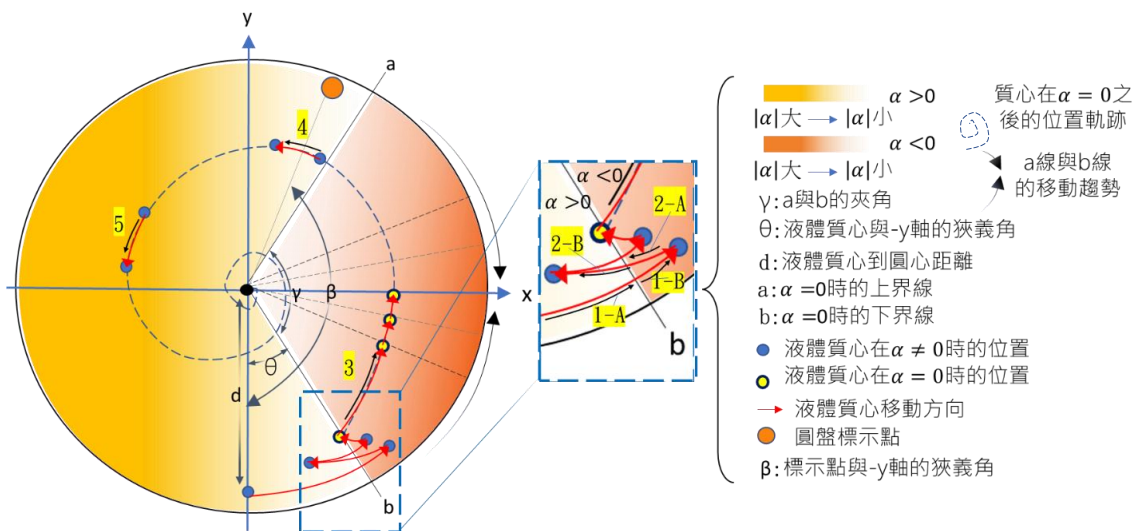 y
a
4
5
x
γ
β
3
θ
d
b
α<0
α>0
2-A
2-B
1-B
1-A
b
α>0
|α|大 → |α|小
α<0
|α|大 → |α|小
γ:a與b的夾角
θ:液體質心與-y軸的狹義角
d:液體質心到圓心距離
a:α=0時的上界線
b:α=0時的下界線
液體質心在α ≠ 0時的位置
液體質心在α = 0時的位置
液體質心移動方向
圓盤標示點
β:標示點與-y軸的狹義角
質心在α = 0之
後的位置軌跡
a線與b線
的移動趨勢